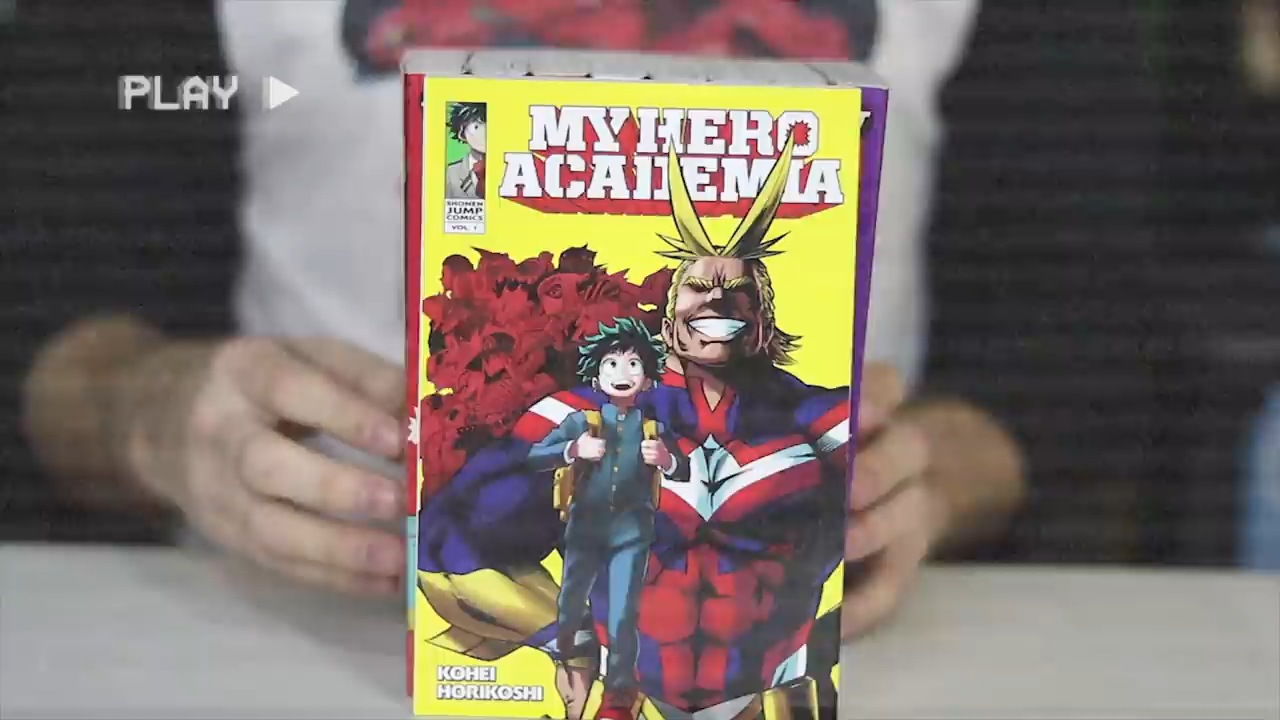 PLAY
MY HERO
ACADEMIA
SHONEN
JUMP
COMICS
VOL. 1
KOHEI
HORIKOSHI